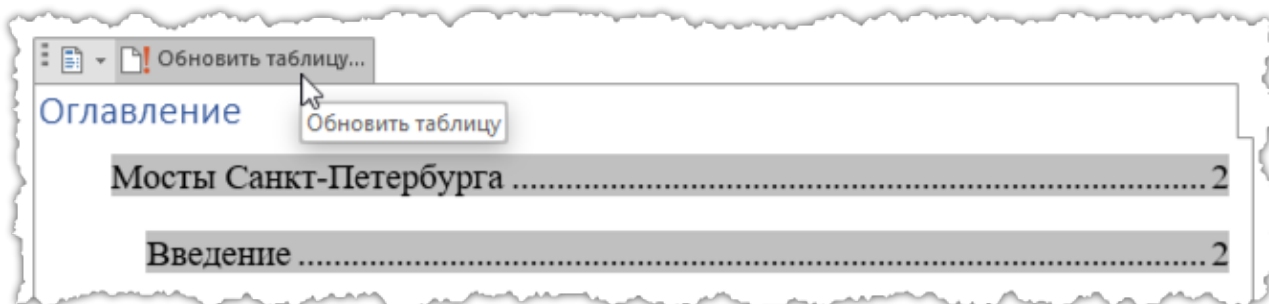 Обновить таблицу...
Оглавление
Обновить таблицу
Мосты Санкт-Петербурга ........................................................................ 2
Введение ........................................................................................... 2